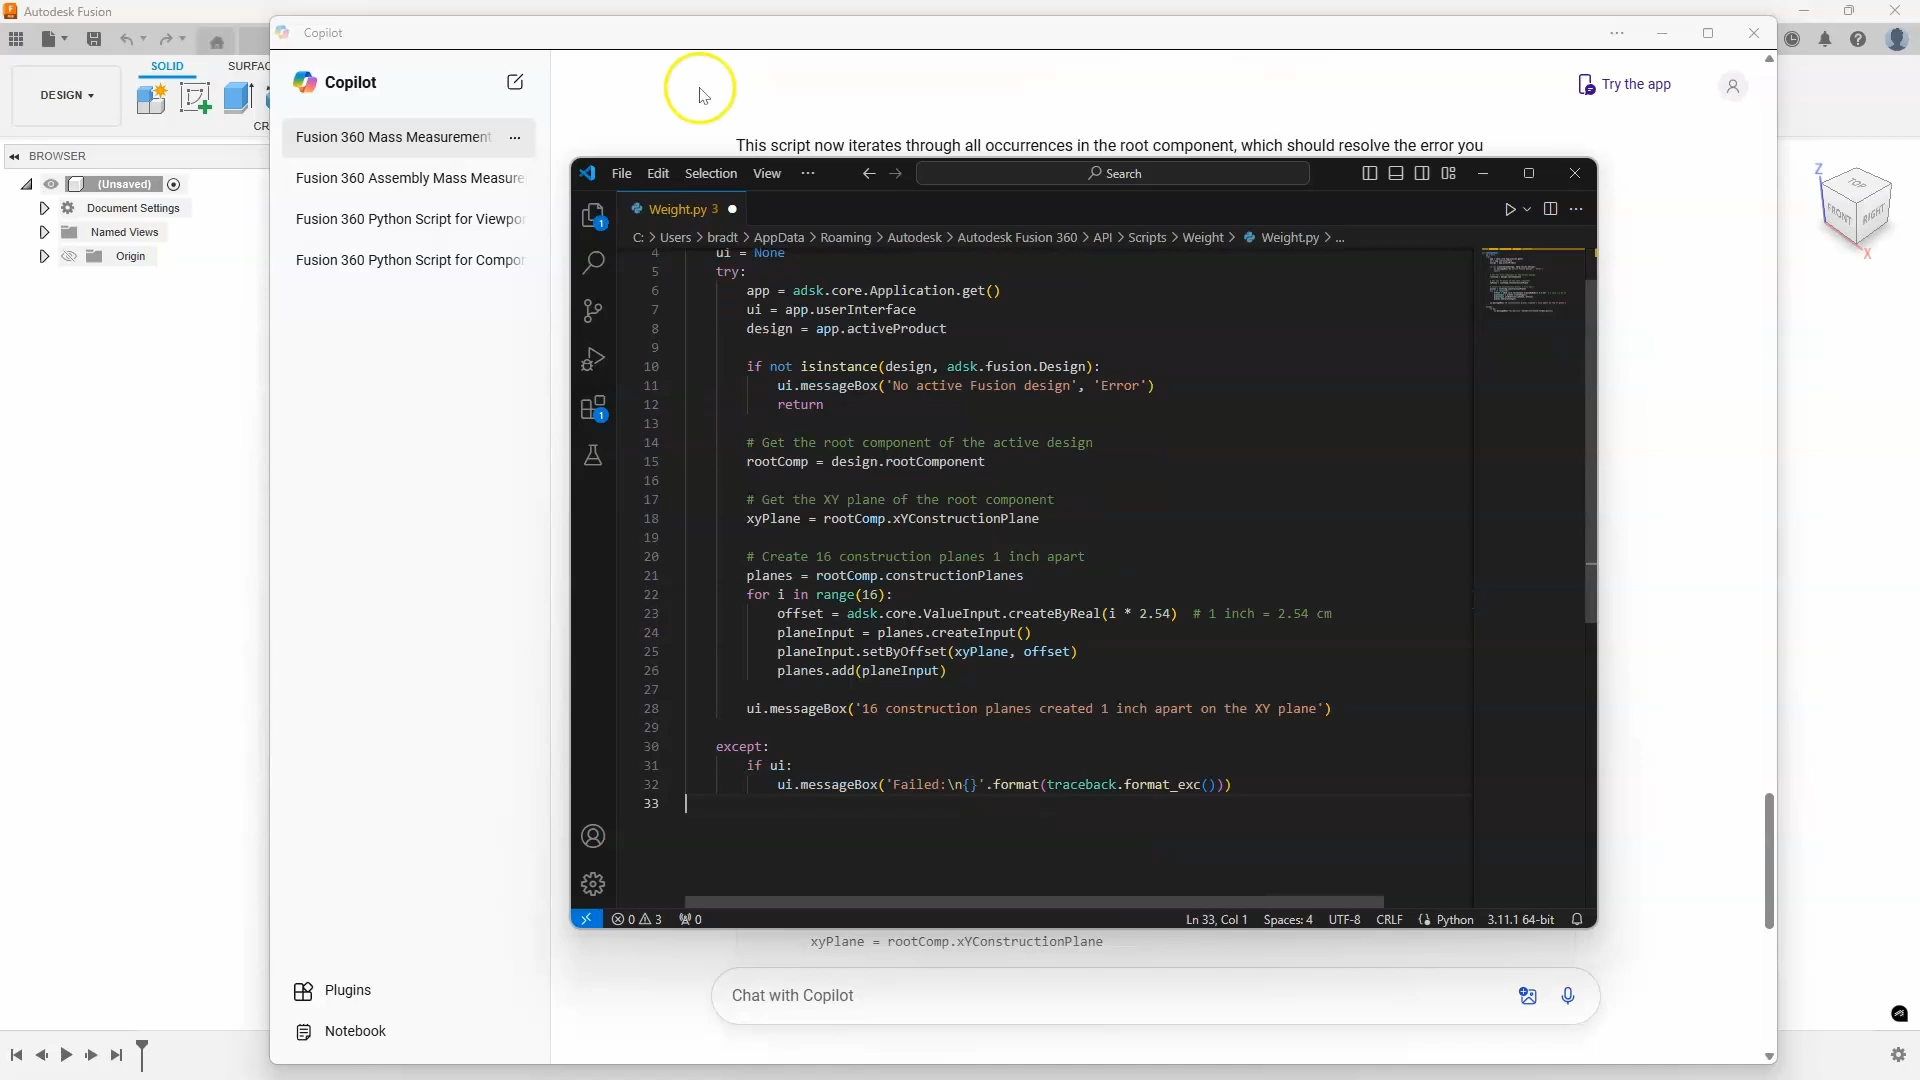 Autodesk Fusion
Copilot
SOLID
SURFAC
DESIGN
CR
Copilot
Try the app
Fusion 360 Mass Measurement
Fusion 360 Assembly Mass Measure
Fusion 360 Python Script for Viewpor
Fusion 360 Python Script for Compor
Plugins
Notebook
BROWSER
(Unsaved)
Document Settings
Named Views
Origin
This script now iterates through all occurrences in the root component, which should resolve the error you
File Edit Selection View
Search
Weight.py 3
C: > Users > bradt > AppData > Roaming > Autodesk > Autodesk Fusion 360 > API > Scripts > Weight > Weight.py > ...
4 ui = None
5 try:
6 app = adsk.core.Application.get()
7 ui = app.userInterface
8 design = app.activeProduct
9
10 if not isinstance(design, adsk.fusion.Design):
11 ui.messageBox('No active Fusion design', 'Error')
12 return
13
14 # Get the root component of the active design
15 rootComp = design.rootComponent
16
17 # Get the XY plane of the root component
18 xyPlane = rootComp.xYConstructionPlane
19
20 # Create 16 construction planes 1 inch apart
21 planes = rootComp.constructionPlanes
22 for i in range(16):
23 offset = adsk.core.ValueInput.createByReal(i * 2.54) # 1 inch = 2.54 cm
24 planeInput = planes.createInput()
25 planeInput.setByOffset(xyPlane, offset)
26 planes.add(planeInput)
27
28 ui.messageBox('16 construction planes created 1 inch apart on the XY plane')
29
30 except:
31 if ui:
32 ui.messageBox('Failed:\n{}'.format(traceback.format_exc()))
33
1
1
0 3 0
Ln 33, Col 1 Spaces: 4 UTF-8 CRLF Python 3.11.1 64-bit
xyPlane = rootComp.xYConstructionPlane
Chat with Copilot
Z
TOP
FRONT
RIGHT
X